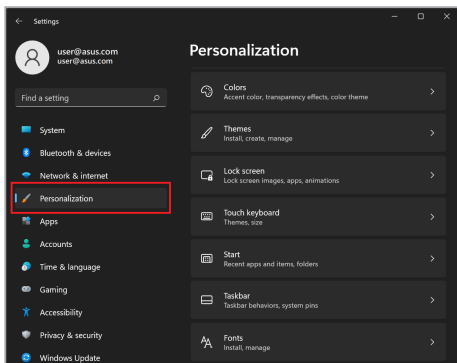 Settings
user@asus.com
user@asus.com
Find a setting
System
Bluetooth & devices
Network & internet
Personalization
Apps
Accounts
Time & language
Gaming
Accessibility
Privacy & security
Windows Update
Personalization
Colors
Accent color, transparency effects, color theme
Themes
Install, create, manage
Lock screen
Lock screen images, apps, animations
Touch keyboard
Themes, size
Start
Recent apps and items, folders
Taskbar
Taskbar behaviors, system pins
Fonts
Install, manage